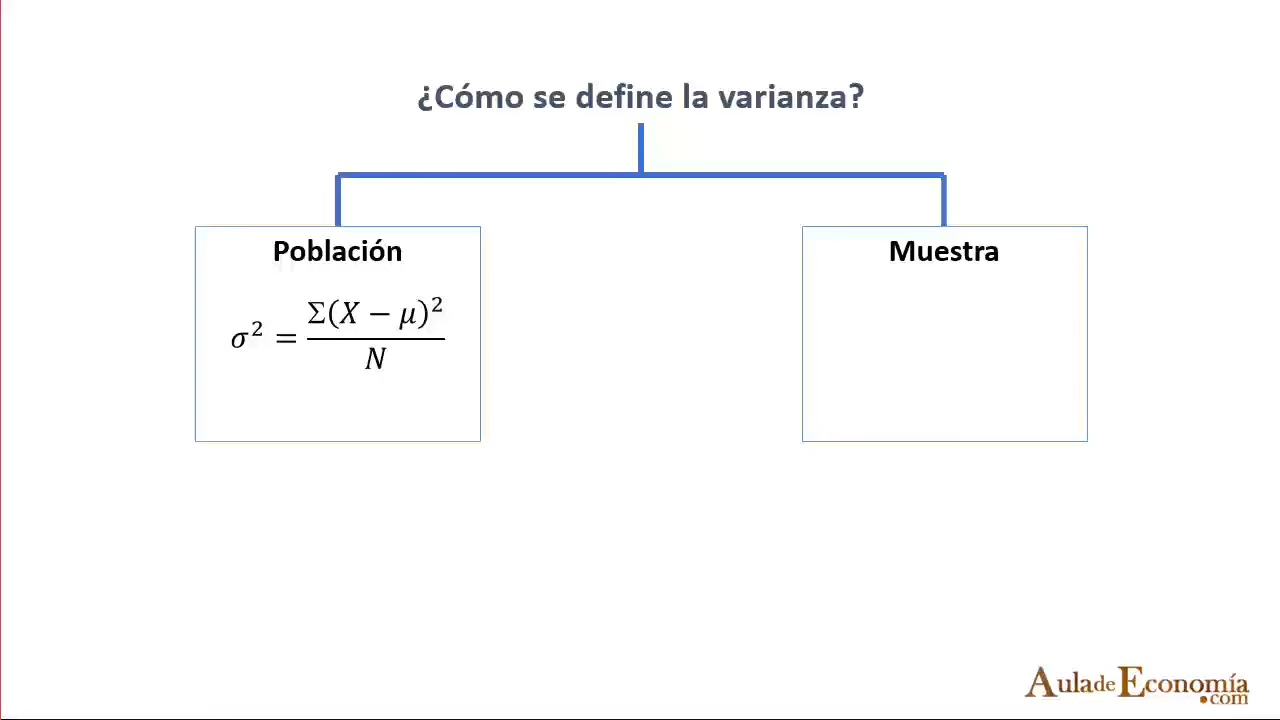 ¿Cómo se define la varianza?
Población
σ² = Σ(X − μ)² / N
Muestra
AuladeEconomía
.com